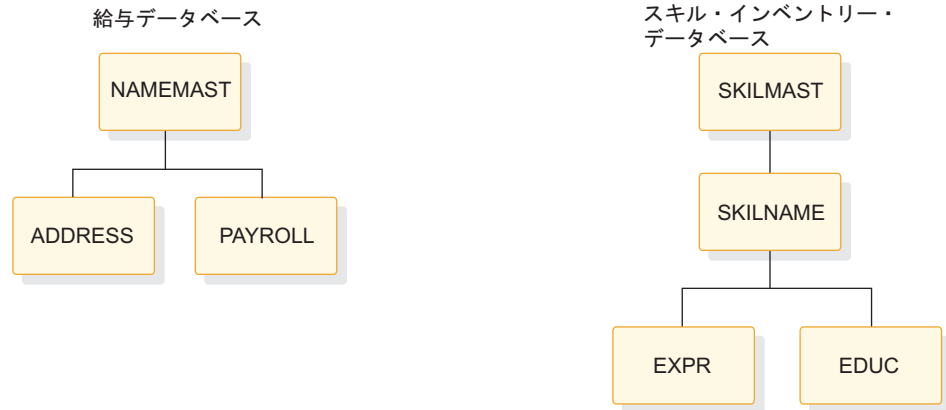 給与データベース
NAMEMAST
ADDRESS
PAYROLL
スキル・インベントリー・
データベース
SKILMAST
SKILNAME
EXPR
EDUC